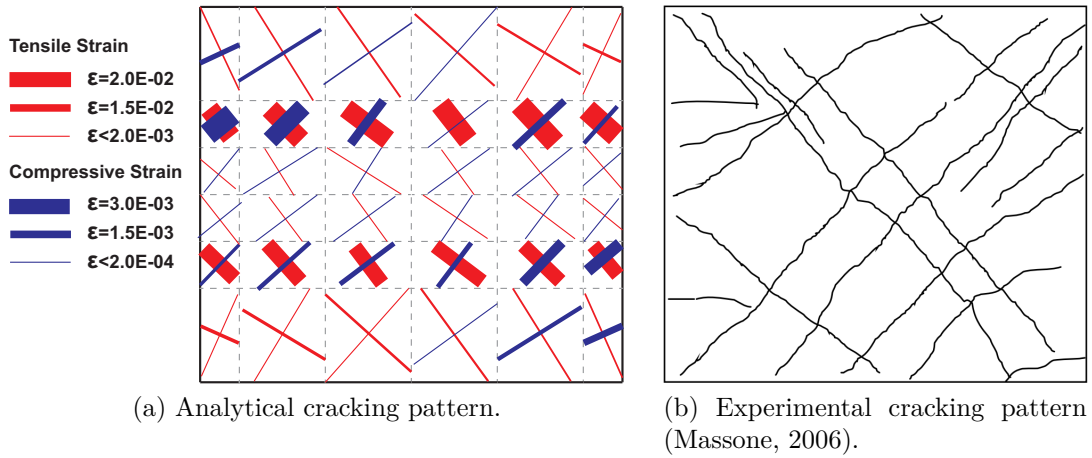 Tensile Strain
ε=2.0E-02
ε=1.5E-02
ε<2.0E-03
Compressive Strain
ε=3.0E-03
ε=1.5E-03
ε<2.0E-04
(a) Analytical cracking pattern.
(b) Experimental cracking pattern
(Massone, 2006).